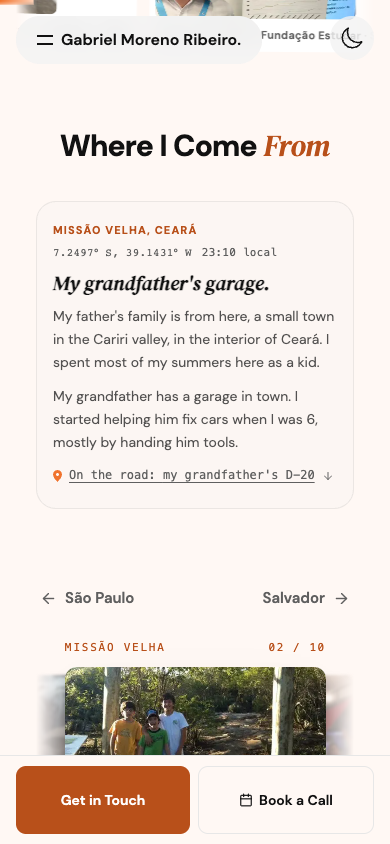 Gabriel Moreno Ribeiro.
Fundação Estudar
Where I Come From
MISSÃO VELHA, CEARÁ
7.2497° S, 39.1431° W 23:10 local
My grandfather's garage.
My father's family is from here, a small town
in the Cariri valley, in the interior of Ceará. I
spent most of my summers here as a kid.
My grandfather has a garage in town. I
started helping him fix cars when I was 6,
mostly by handing him tools.
On the road: my grandfather's D-20 ↓
← São Paulo
Salvador →
MISSÃO VELHA
02 / 10
Get in Touch
Book a Call